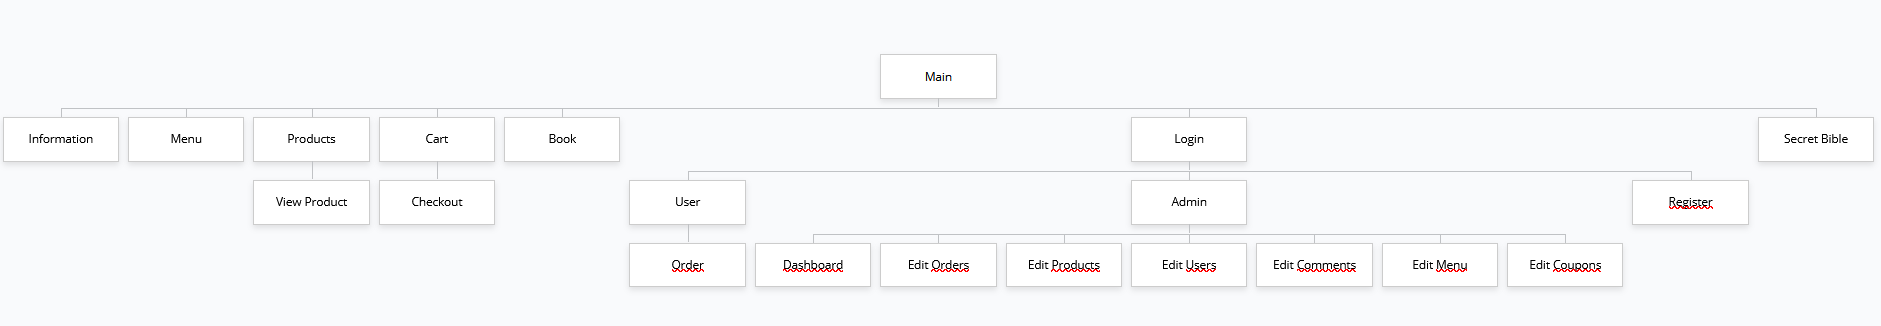 Main
Information
Menu
Products
Cart
Book
Login
Secret Bible
View Product
Checkout
User
Admin
Register
Order
Dashboard
Edit Orders
Edit Products
Edit Users
Edit Comments
Edit Menu
Edit Coupons